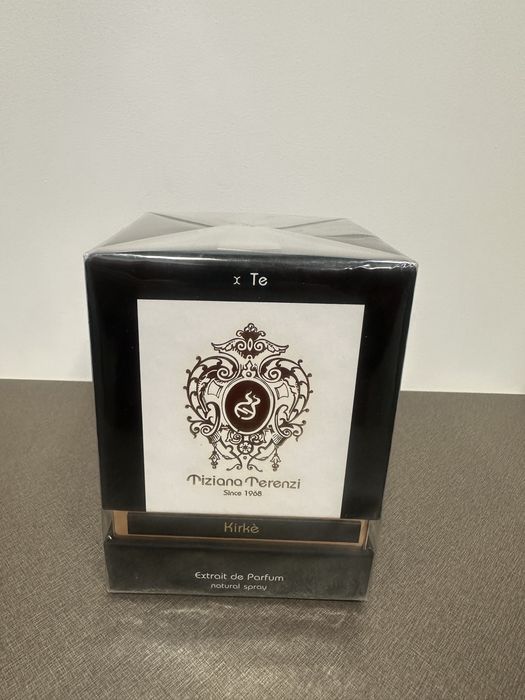 x Te
Tiziana Terenzi
Since 1968
Kirkè
Extrait de Parfum
natural spray